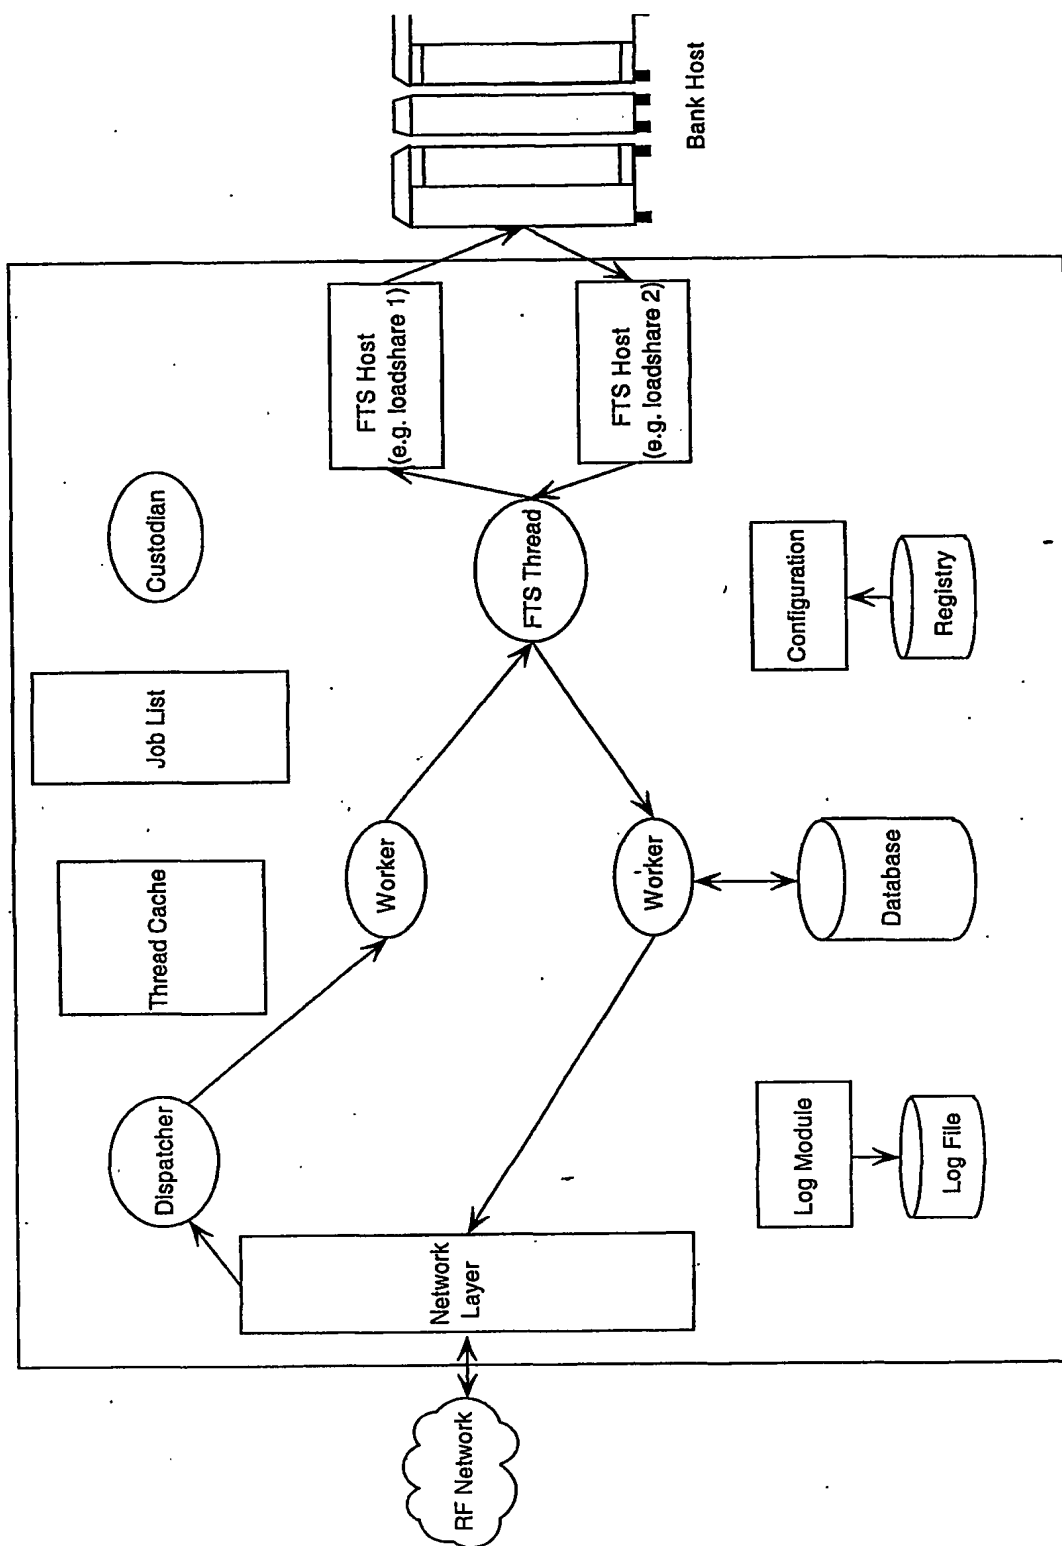 RF Network
Network
Layer
Dispatcher
Thread Cache
Job List
Custodian
Worker
Worker
FTS Thread
FTS Host
(e.g. loadshare 1)
FTS Host
(e.g. loadshare 2)
Bank Host
Log Module
Log File
Database
Configuration
Registry